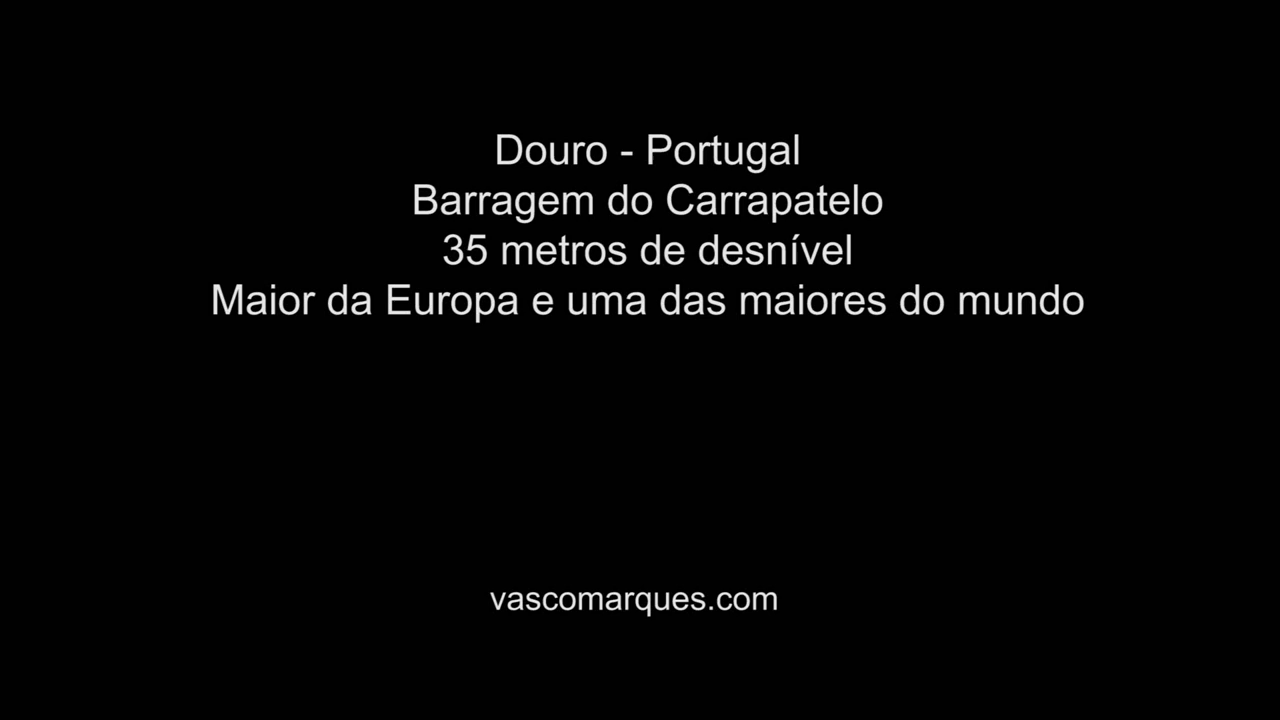 Douro - Portugal
Barragem do Carrapatelo
35 metros de desnível
Maior da Europa e uma das maiores do mundo
vascomarques.com